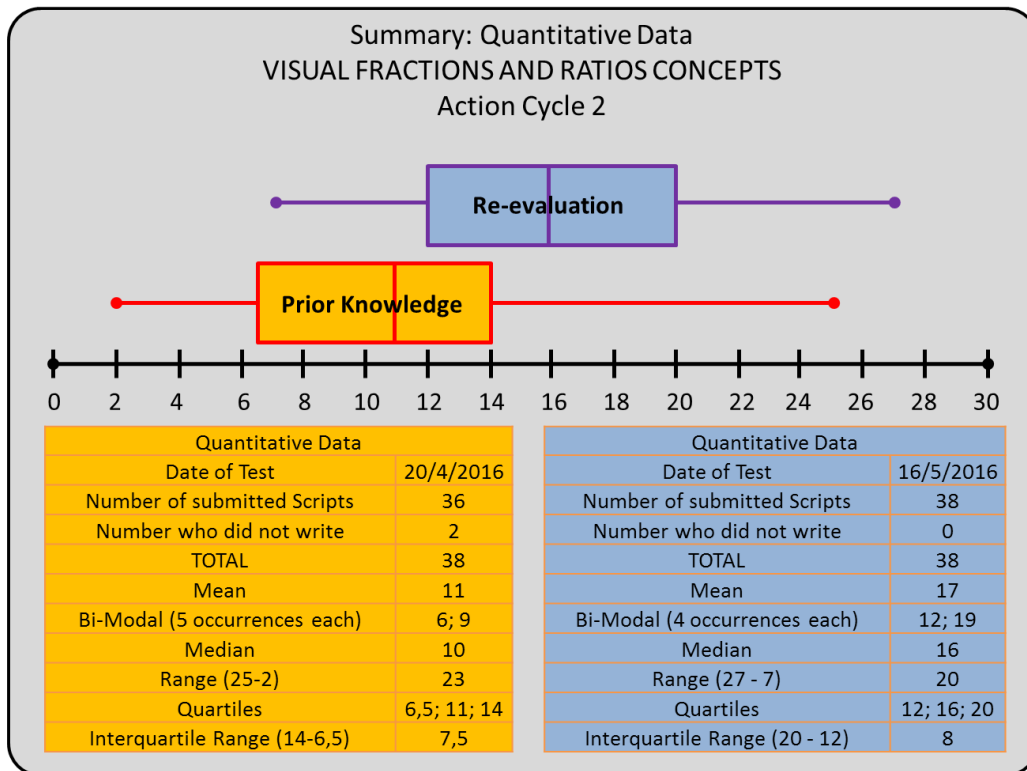 Summary: Quantitative Data
VISUAL FRACTIONS AND RATIOS CONCEPTS
Action Cycle 2
Re-evaluation
Prior Knowledge
0 2 4 6 8 10 12 14 16 18 20 22 24 26 28 30
Quantitative Data
Date of Test 20/4/2016
Number of submitted Scripts 36
Number who did not write 2
TOTAL 38
Mean 11
Bi-Modal (5 occurrences each) 6; 9
Median 10
Range (25-2) 23
Quartiles 6,5; 11; 14
Interquartile Range (14-6,5) 7,5
Quantitative Data
Date of Test 16/5/2016
Number of submitted Scripts 38
Number who did not write 0
TOTAL 38
Mean 17
Bi-Modal (4 occurrences each) 12; 19
Median 16
Range (27 - 7) 20
Quartiles 12; 16; 20
Interquartile Range (20 - 12) 8